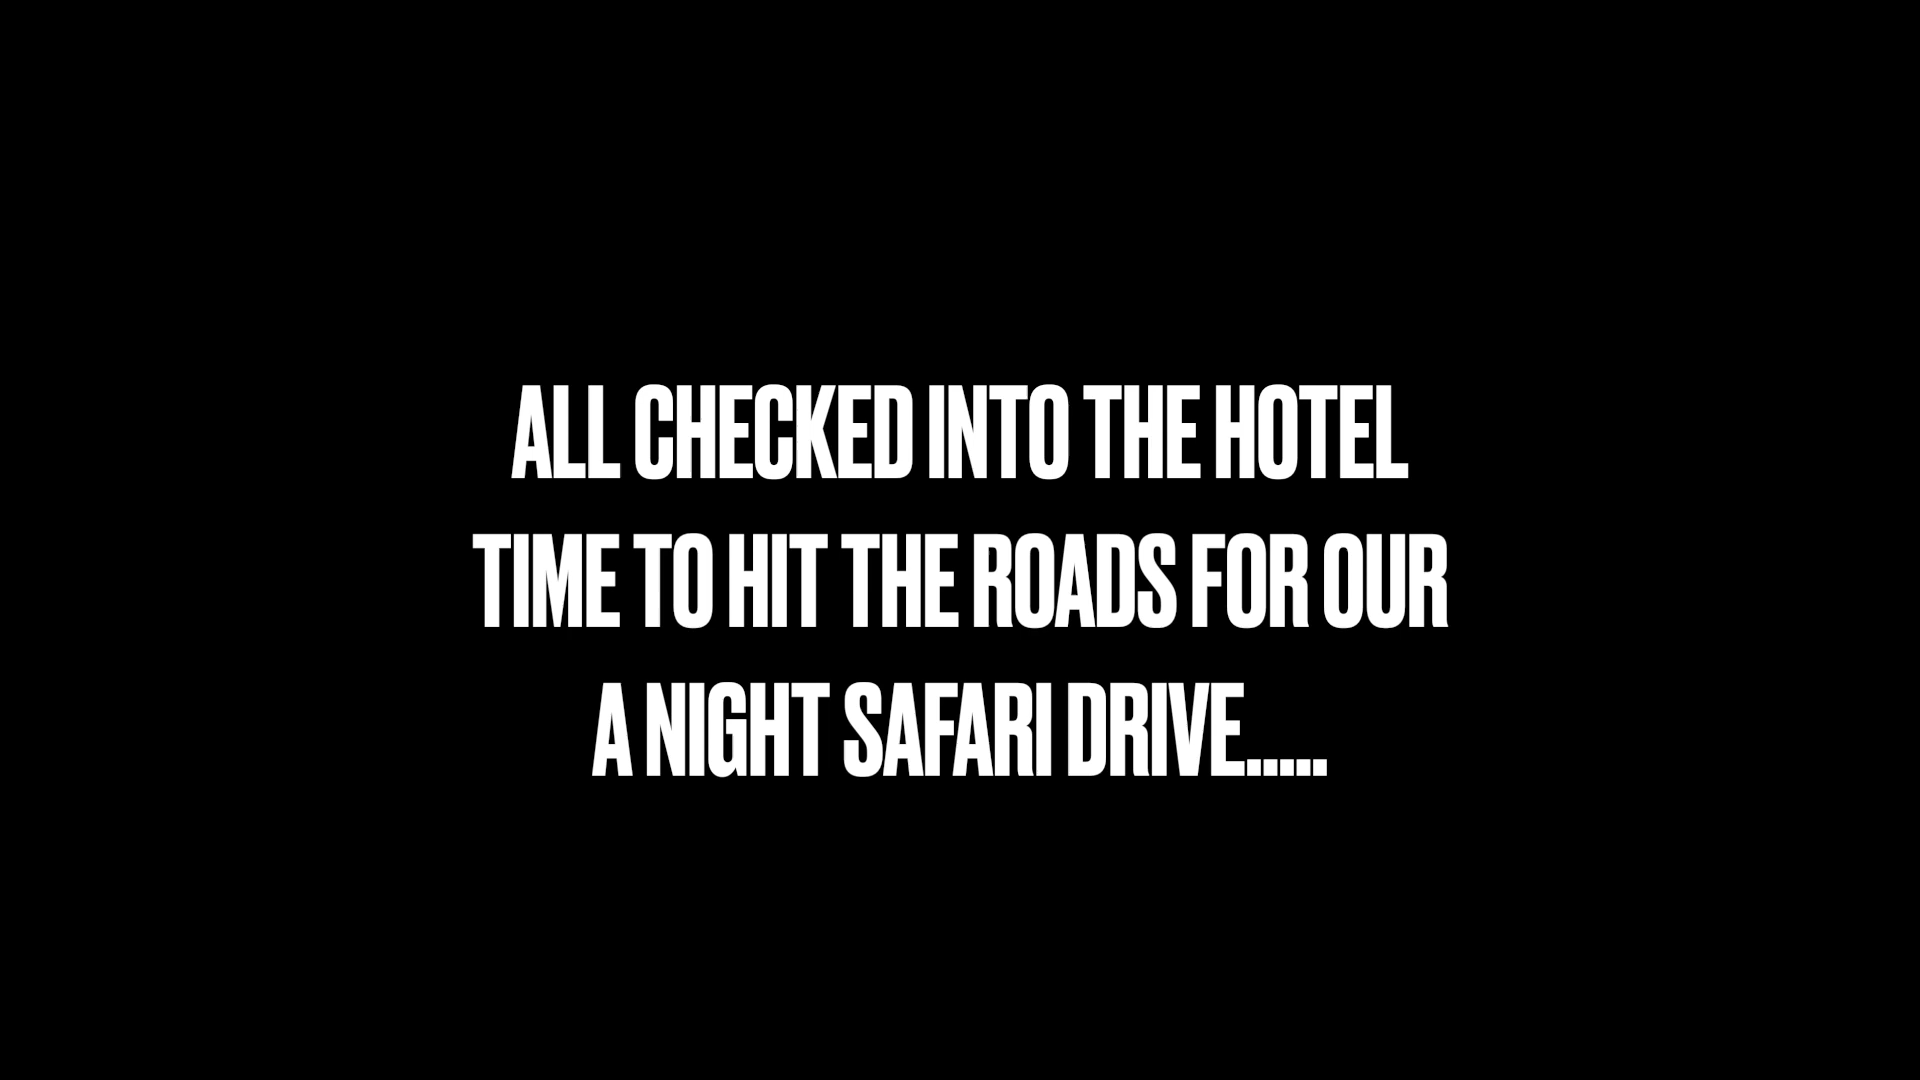 ALL CHECKED INTO THE HOTEL
TIME TO HIT THE ROADS FOR OUR
A NIGHT SAFARI DRIVE.....